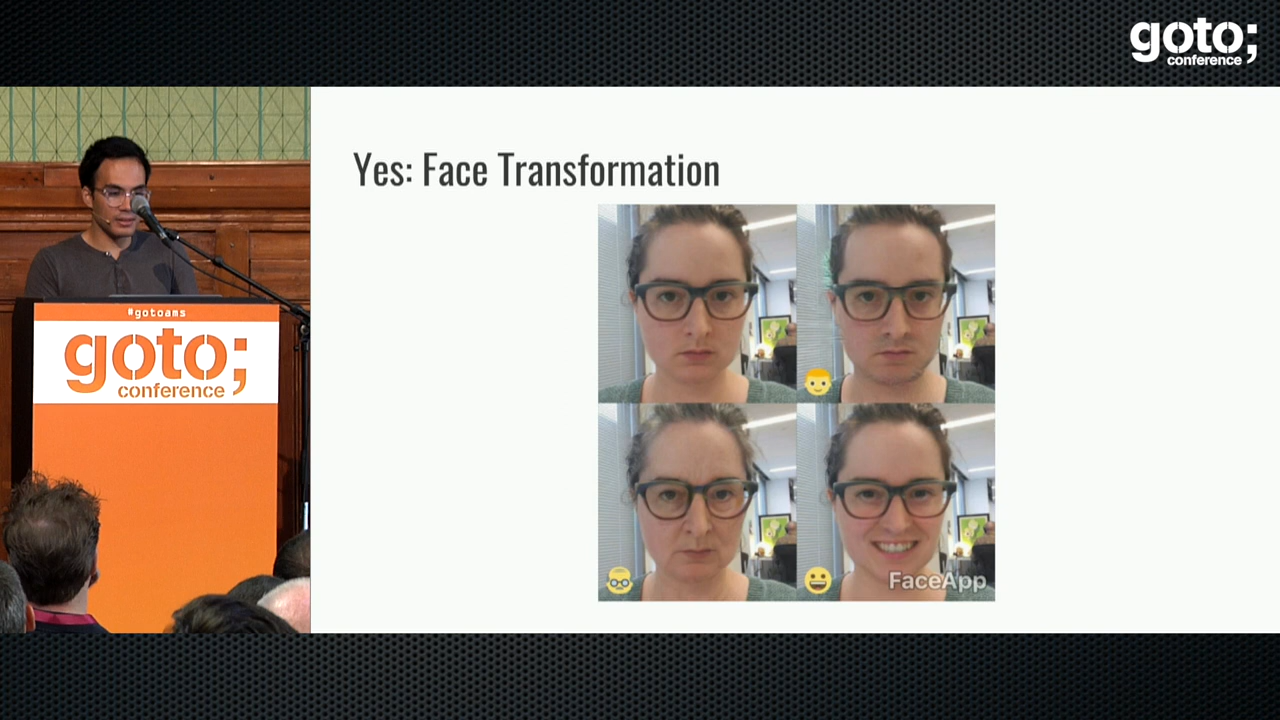 goto;
conference
#gotoams
goto;
conference
Yes: Face Transformation
FaceApp